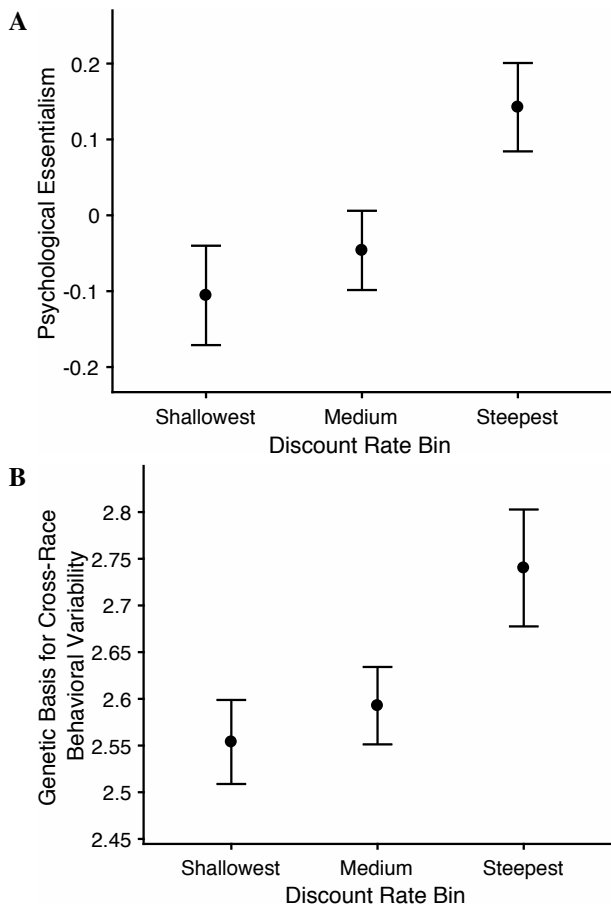 A
Psychological Essentialism
0.2
0.1
0
-0.1
-0.2
Shallowest Medium Steepest
Discount Rate Bin
B
Genetic Basis for Cross-Race
Behavioral Variability
2.8
2.75
2.7
2.65
2.6
2.55
2.5
2.45
Shallowest Medium Steepest
Discount Rate Bin